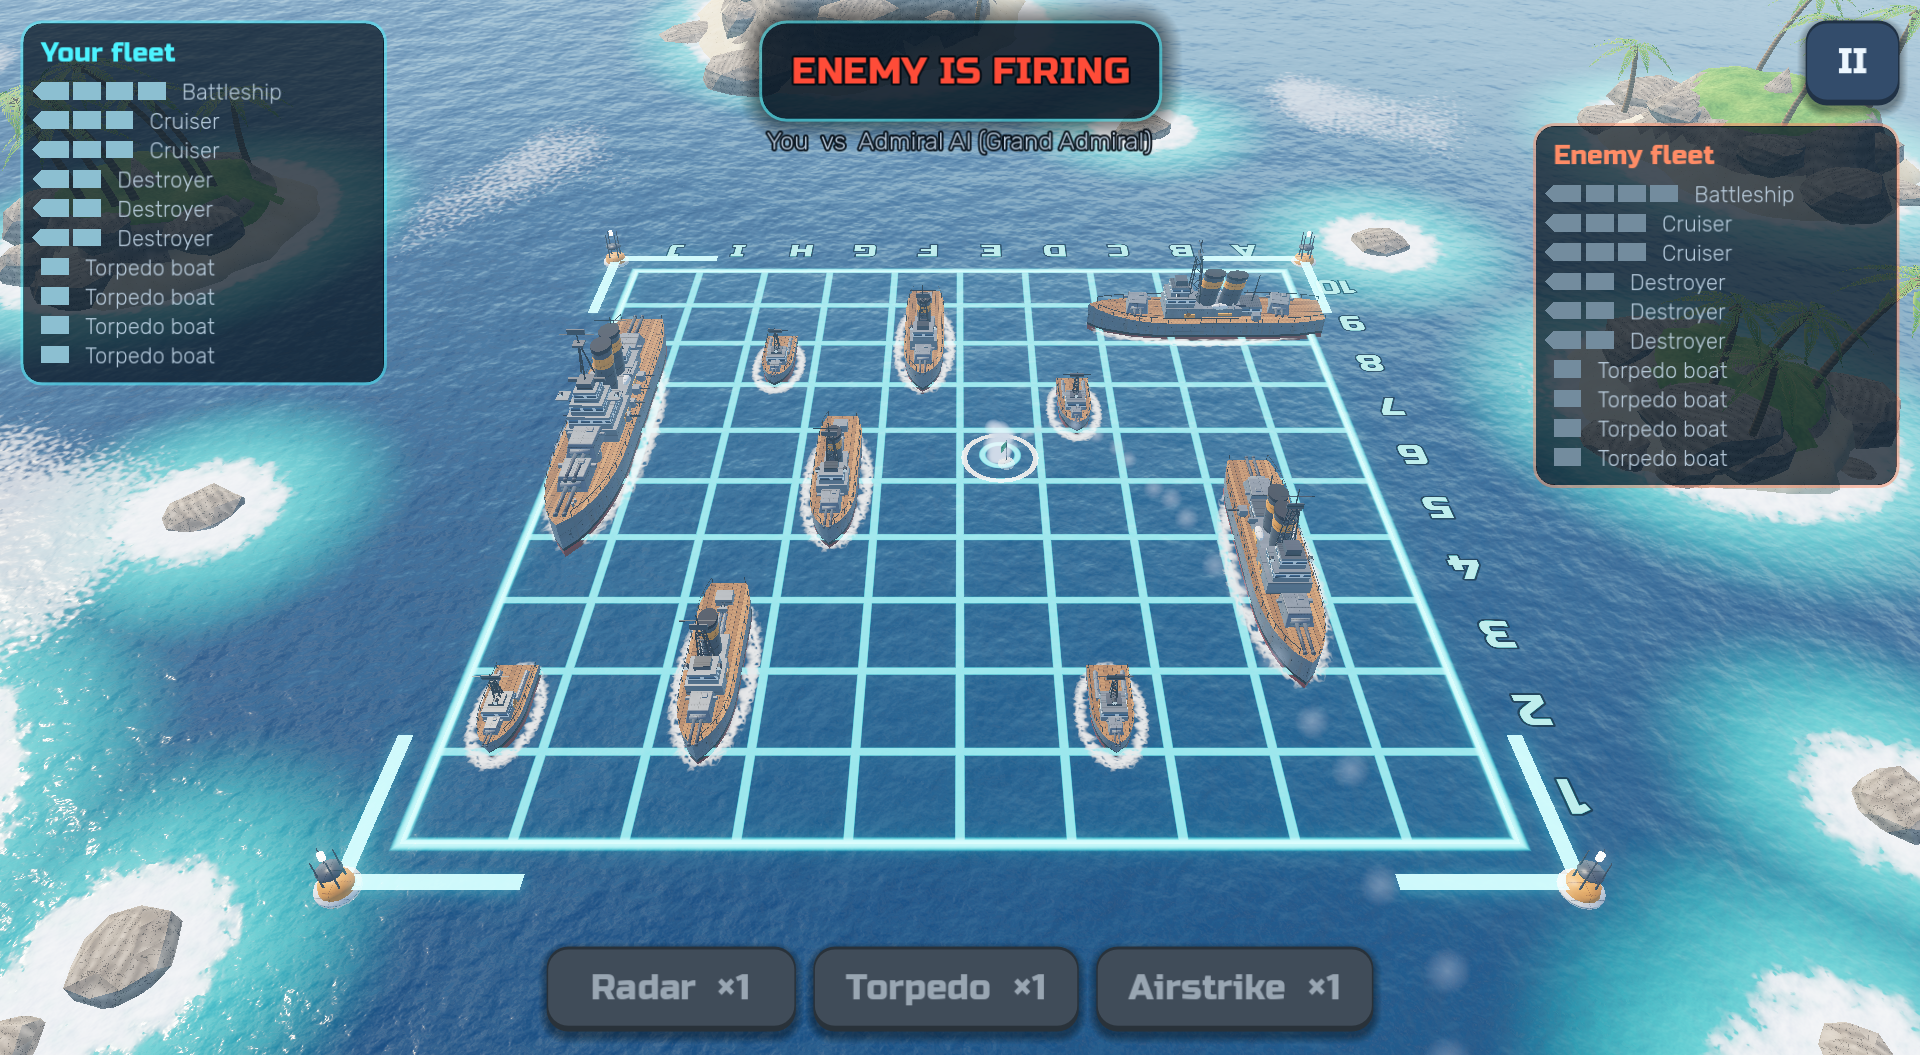 Your fleet
Battleship
Cruiser
Cruiser
Destroyer
Destroyer
Destroyer
Torpedo boat
Torpedo boat
Torpedo boat
Torpedo boat
ENEMY IS FIRING
You vs Admiral AI (Grand Admiral)
II
Enemy fleet
Battleship
Cruiser
Cruiser
Destroyer
Destroyer
Destroyer
Torpedo boat
Torpedo boat
Torpedo boat
Torpedo boat
J I H G F E D C B A
10
9
8
7
6
5
4
3
2
1
Radar ×1
Torpedo ×1
Airstrike ×1